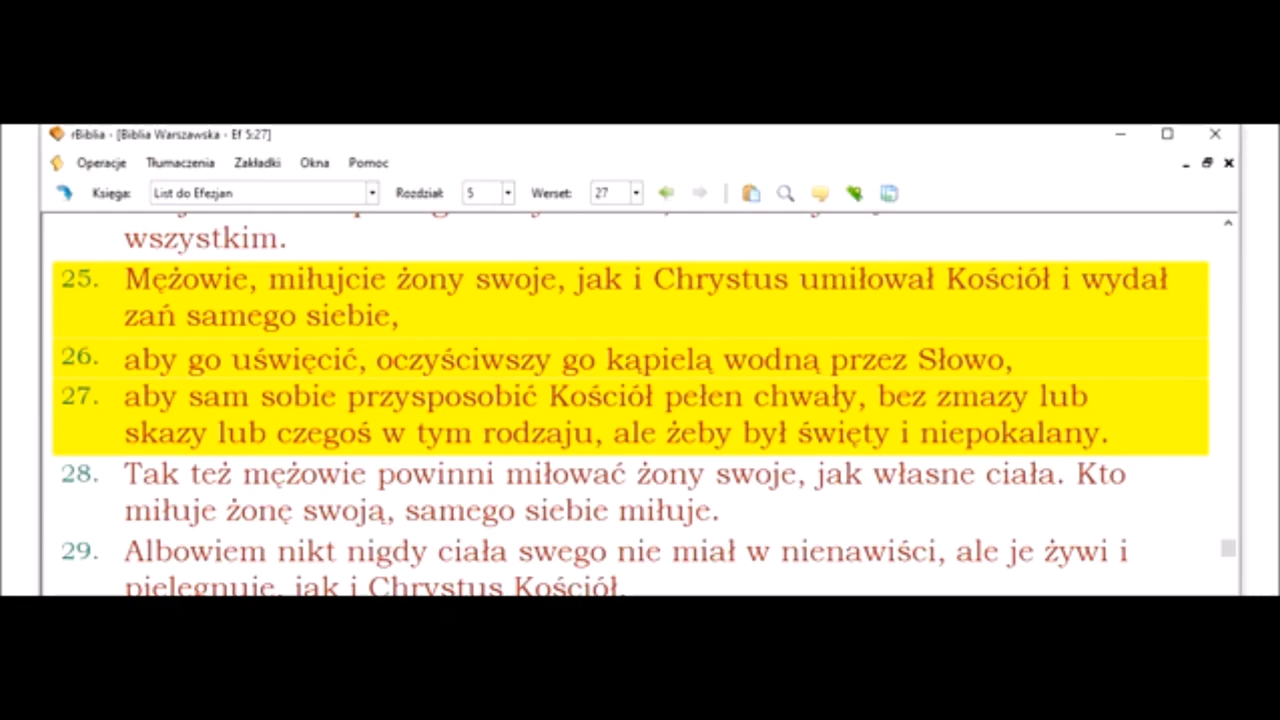 rBiblia - [Biblia Warszawska - Ef 5:27]
Operacje Tłumaczenia Zakładki Okna Pomoc
Księga: List do Efezjan Rozdział: 5 Werset: 27
wszystkim.
25. Mężowie, miłujcie żony swoje, jak i Chrystus umiłował Kościół i wydał
zań samego siebie,
26. aby go uświęcić, oczyściwszy go kąpielą wodną przez Słowo,
27. aby sam sobie przysposobić Kościół pełen chwały, bez zmazy lub
skazy lub czegoś w tym rodzaju, ale żeby był święty i niepokalany.
28. Tak też mężowie powinni miłować żony swoje, jak własne ciała. Kto
miłuje żonę swoją, samego siebie miłuje.
29. Albowiem nikt nigdy ciała swego nie miał w nienawiści, ale je żywi i
pielęgnuje, jak i Chrystus Kościół,